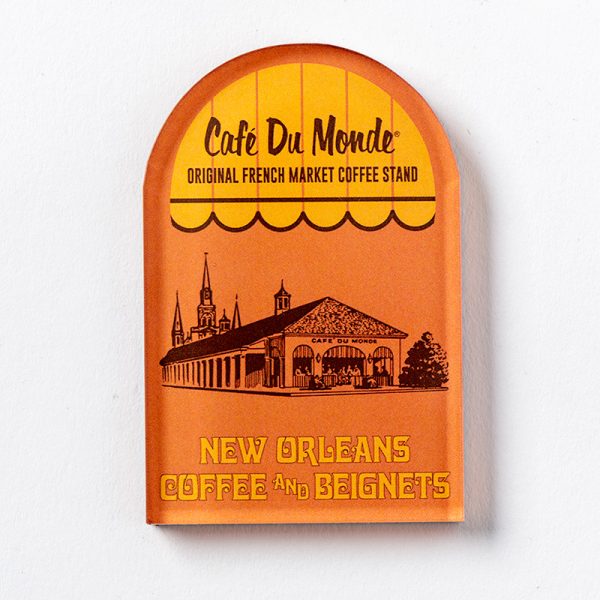 Café Du Monde®
ORIGINAL FRENCH MARKET COFFEE STAND
CAFE DU MONDE
NEW ORLEANS
COFFEE AND BEIGNETS